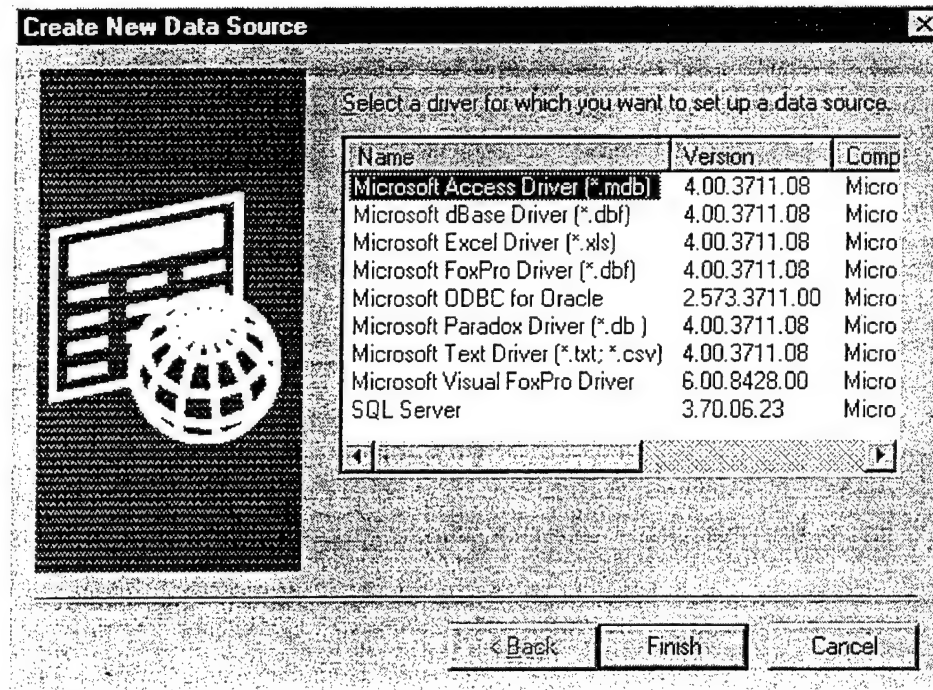 Create New Data Source
Select a driver for which you want to set up a data source.
Name Version Comp
Microsoft Access Driver (*.mdb) 4.00.3711.08 Micro
Microsoft dBase Driver (*.dbf) 4.00.3711.08 Micro
Microsoft Excel Driver (*.xls) 4.00.3711.08 Micro
Microsoft FoxPro Driver (*.dbf) 4.00.3711.08 Micro
Microsoft ODBC for Oracle 2.573.3711.00 Micro
Microsoft Paradox Driver (*.db ) 4.00.3711.08 Micro
Microsoft Text Driver (*.txt; *.csv) 4.00.3711.08 Micro
Microsoft Visual FoxPro Driver 6.00.8428.00 Micro
SQL Server 3.70.06.23 Micro
< Back Finish Cancel